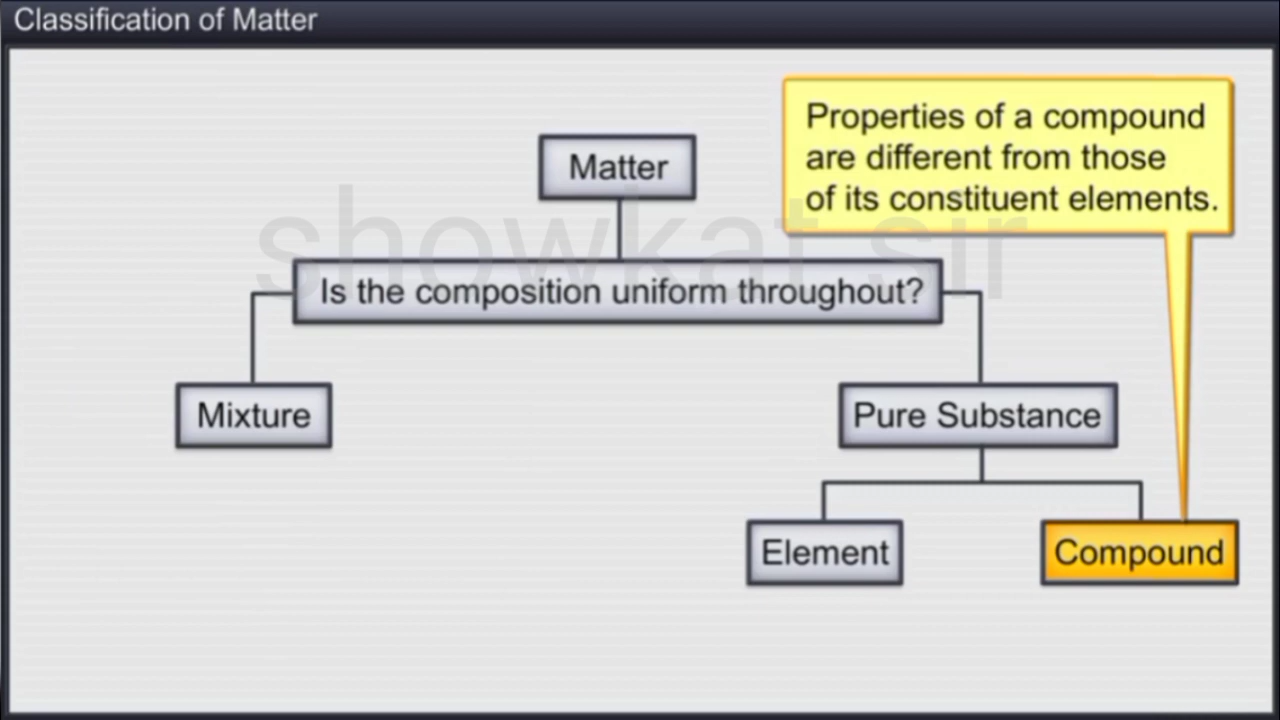 Classification of Matter
Properties of a compound
are different from those
of its constituent elements.
Matter
showkat sir
Is the composition uniform throughout?
Mixture
Pure Substance
Element
Compound